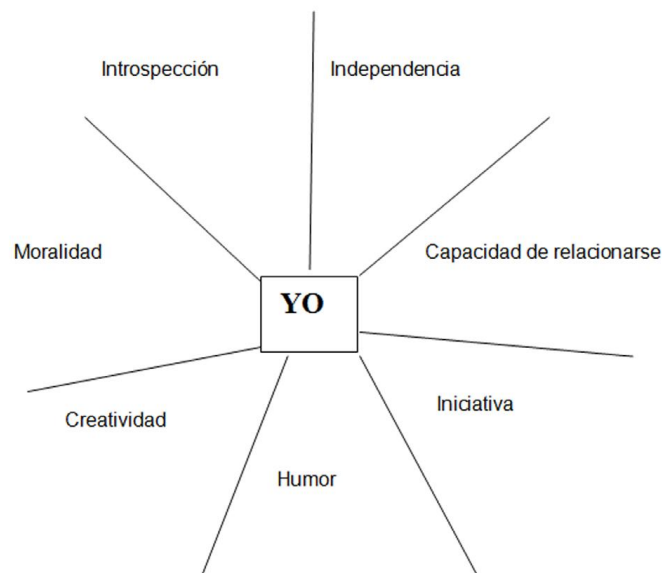 Introspección
Independencia
Moralidad
Capacidad de relacionarse
YO
Creatividad
Iniciativa
Humor